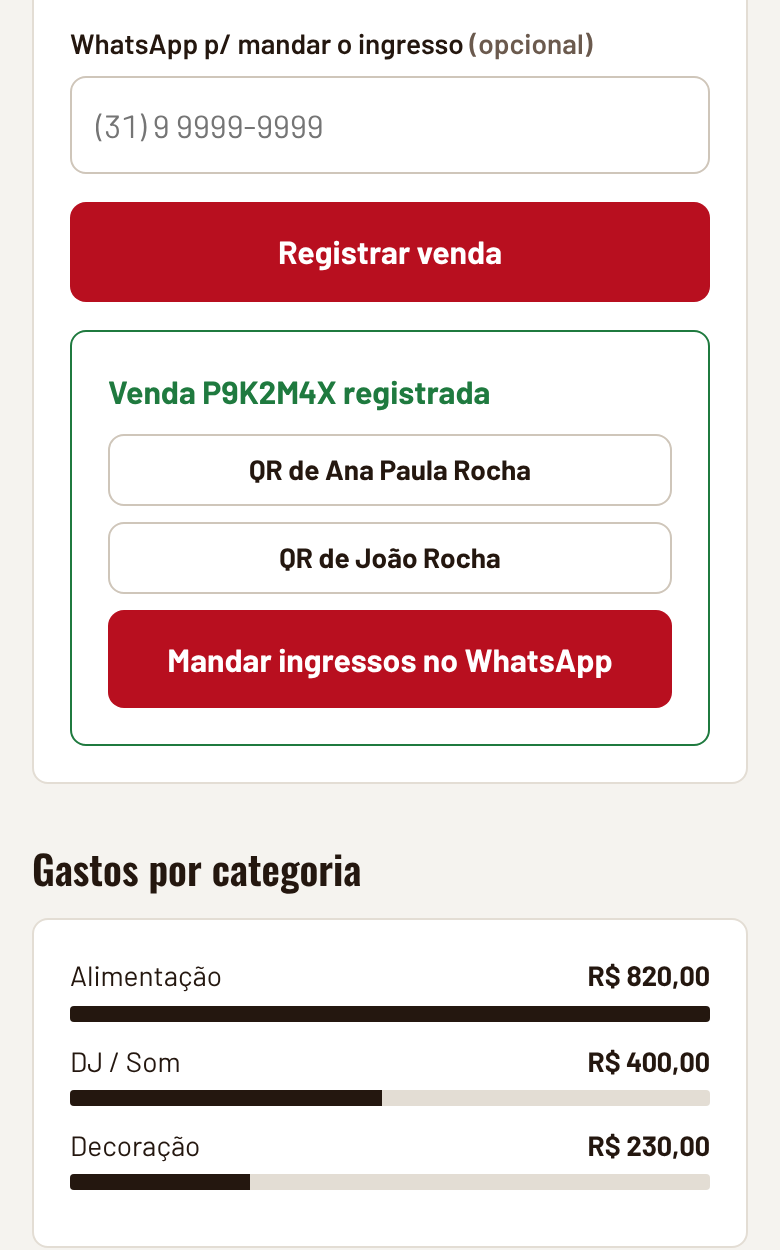 WhatsApp p/ mandar o ingresso (opcional)
(31) 9 9999-9999
Registrar venda
Venda P9K2M4X registrada
QR de Ana Paula Rocha
QR de João Rocha
Mandar ingressos no WhatsApp
Gastos por categoria
Alimentação R$ 820,00
DJ / Som R$ 400,00
Decoração R$ 230,00